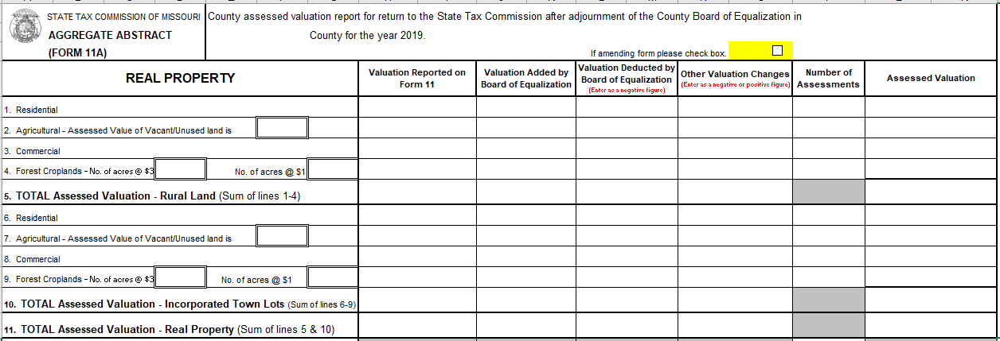 STATE TAX COMMISSION OF MISSOURI
AGGREGATE ABSTRACT
(FORM 11A)
County assessed valuation report for return to the State Tax Commission after adjournment of the County Board of Equalization in
County for the year 2019.
If amending form please check box.
REAL PROPERTY
Valuation Reported on
Form 11
Valuation Added by
Board of Equalization
Valuation Deducted by
Board of Equalization
(Enter as a negative figure)
Other Valuation Changes
(Enter as a negative or positive figure)
Number of
Assessments
Assessed Valuation
1. Residential
2. Agricultural - Assessed Value of Vacant/Unused land is
3. Commercial
4. Forest Croplands - No. of acres @ $3 No. of acres @ $1
5. TOTAL Assessed Valuation - Rural Land (Sum of lines 1-4)
6. Residential
7. Agricultural - Assessed Value of Vacant/Unused land is
8. Commercial
9. Forest Croplands - No. of acres @ $3 No. of acres @ $1
10. TOTAL Assessed Valuation - Incorporated Town Lots (Sum of lines 6-9)
11. TOTAL Assessed Valuation - Real Property (Sum of lines 5 & 10)